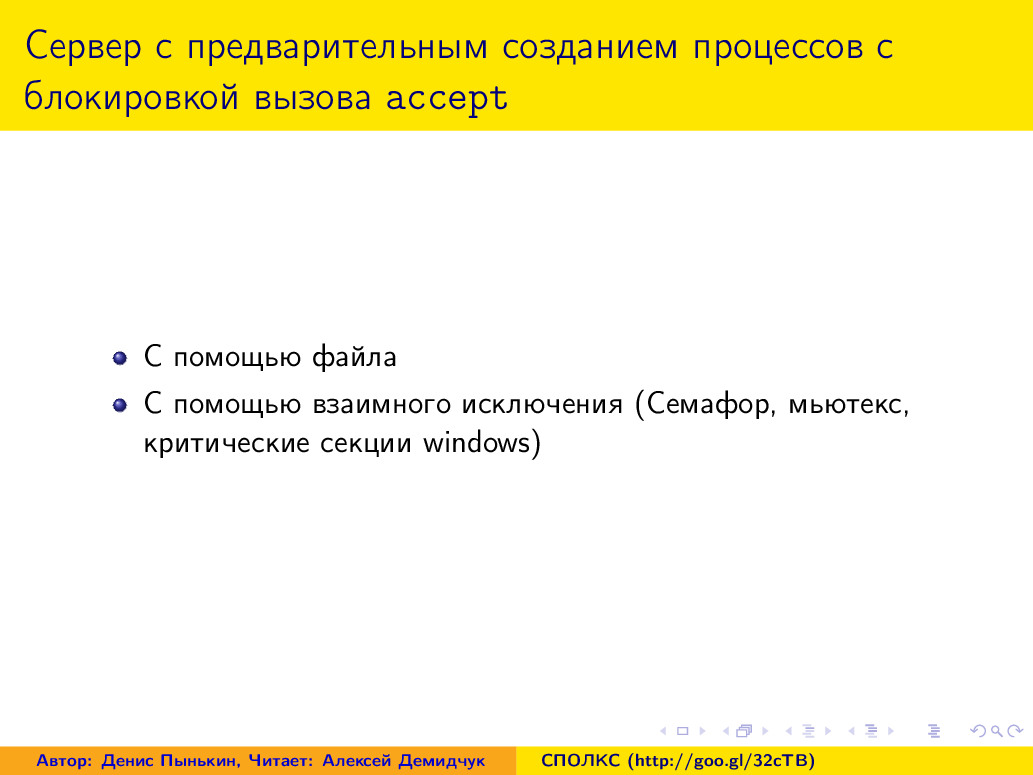 Сервер с предварительным созданием процессов с
блокировкой вызова accept
С помощью файла
С помощью взаимного исключения (Семафор, мьютекс,
критические секции windows)
Автор: Денис Пынькин, Читает: Алексей Демидчук
СПОЛКС (http://goo.gl/32cTB)